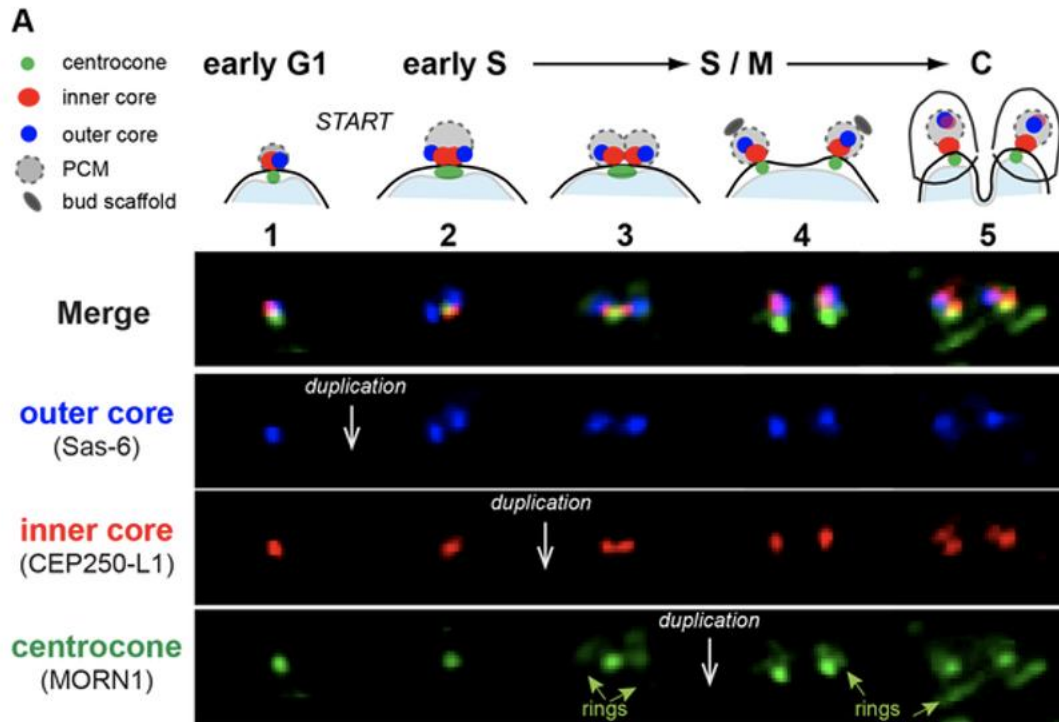 A
centrocone
inner core
outer core
PCM
bud scaffold
early G1 early S S / M C
START
1 2 3 4 5
Merge
duplication
outer core
(Sas-6)
duplication
inner core
(CEP250-L1)
duplication
centrocone
(MORN1)
rings rings